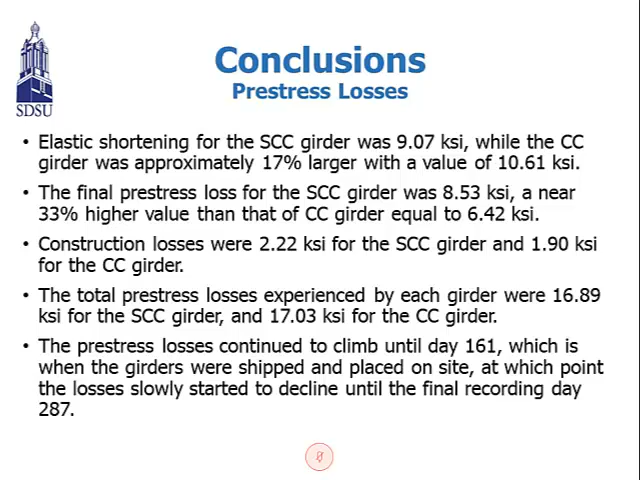 SDSU
Conclusions
Prestress Losses
• Elastic shortening for the SCC girder was 9.07 ksi, while the CC
girder was approximately 17% larger with a value of 10.61 ksi.
• The final prestress loss for the SCC girder was 8.53 ksi, a near
33% higher value than that of CC girder equal to 6.42 ksi.
• Construction losses were 2.22 ksi for the SCC girder and 1.90 ksi
for the CC girder.
• The total prestress losses experienced by each girder were 16.89
ksi for the SCC girder, and 17.03 ksi for the CC girder.
• The prestress losses continued to climb until day 161, which is
when the girders were shipped and placed on site, at which point
the losses slowly started to decline until the final recording day
287.